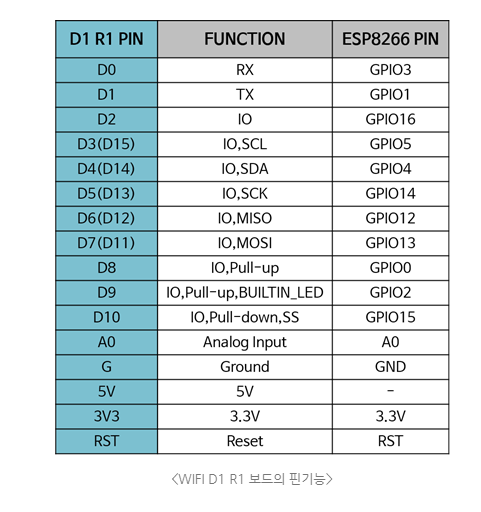 D1 R1 PIN FUNCTION ESP8266 PIN
D0 RX GPIO3
D1 TX GPIO1
D2 IO GPIO16
D3(D15) IO,SCL GPIO5
D4(D14) IO,SDA GPIO4
D5(D13) IO,SCK GPIO14
D6(D12) IO,MISO GPIO12
D7(D11) IO,MOSI GPIO13
D8 IO,Pull-up GPIO0
D9 IO,Pull-up,BUILTIN_LED GPIO2
D10 IO,Pull-down,SS GPIO15
A0 Analog Input A0
G Ground GND
5V 5V -
3V3 3.3V 3.3V
RST Reset RST
<WIFI D1 R1 보드의 핀기능>